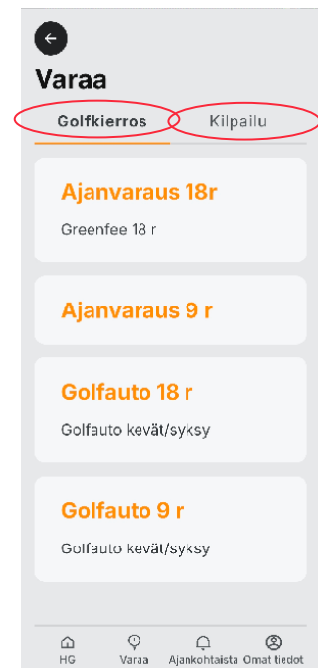 Varaa
Golfkierros Kilpailu
Ajanvaraus 18r
Greenfee 18 r
Ajanvaraus 9 r
Golfauto 18 r
Golfauto kevät/syksy
Golfauto 9 r
Golfauto kevät/syksy
HG Varaa Ajankohtaista Omat tiedot